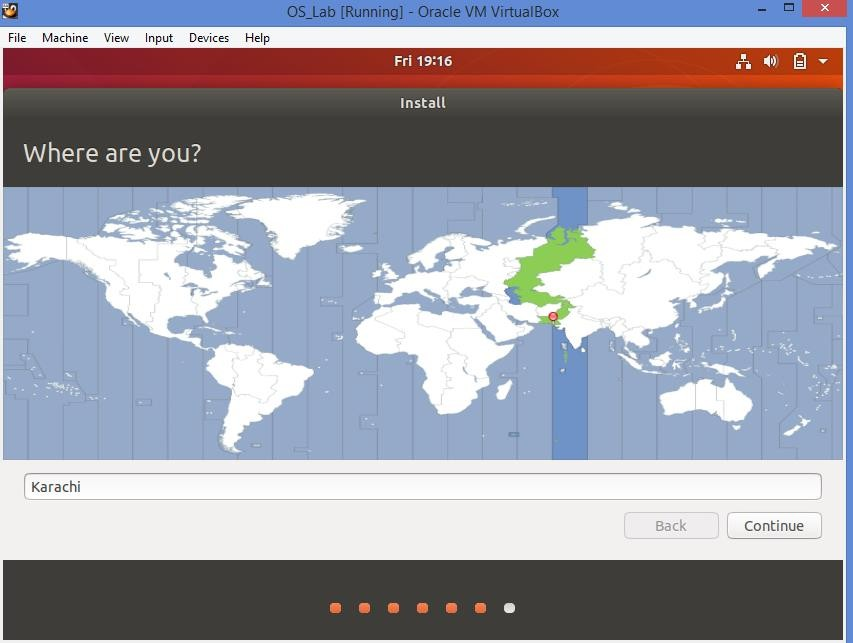 OS_Lab [Running] - Oracle VM VirtualBox
File Machine View Input Devices Help
Fri 19:16
Install
Where are you?
Karachi
Back Continue